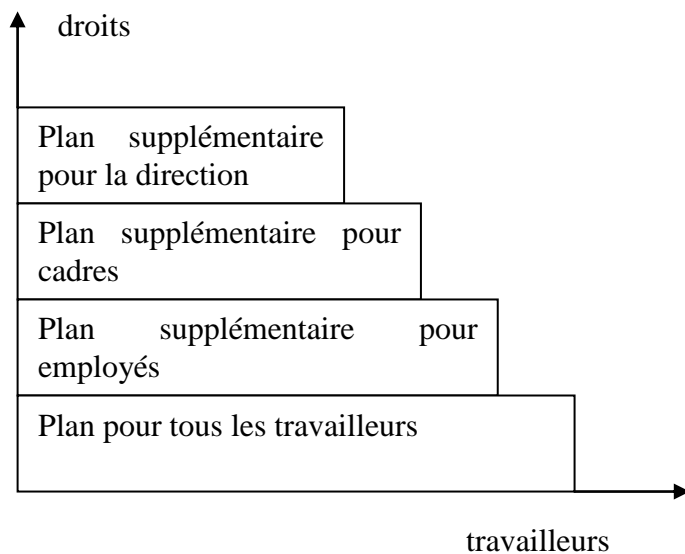 droits
Plan supplémentaire
pour la direction
Plan supplémentaire pour
cadres
Plan supplémentaire pour
employés
Plan pour tous les travailleurs
travailleurs